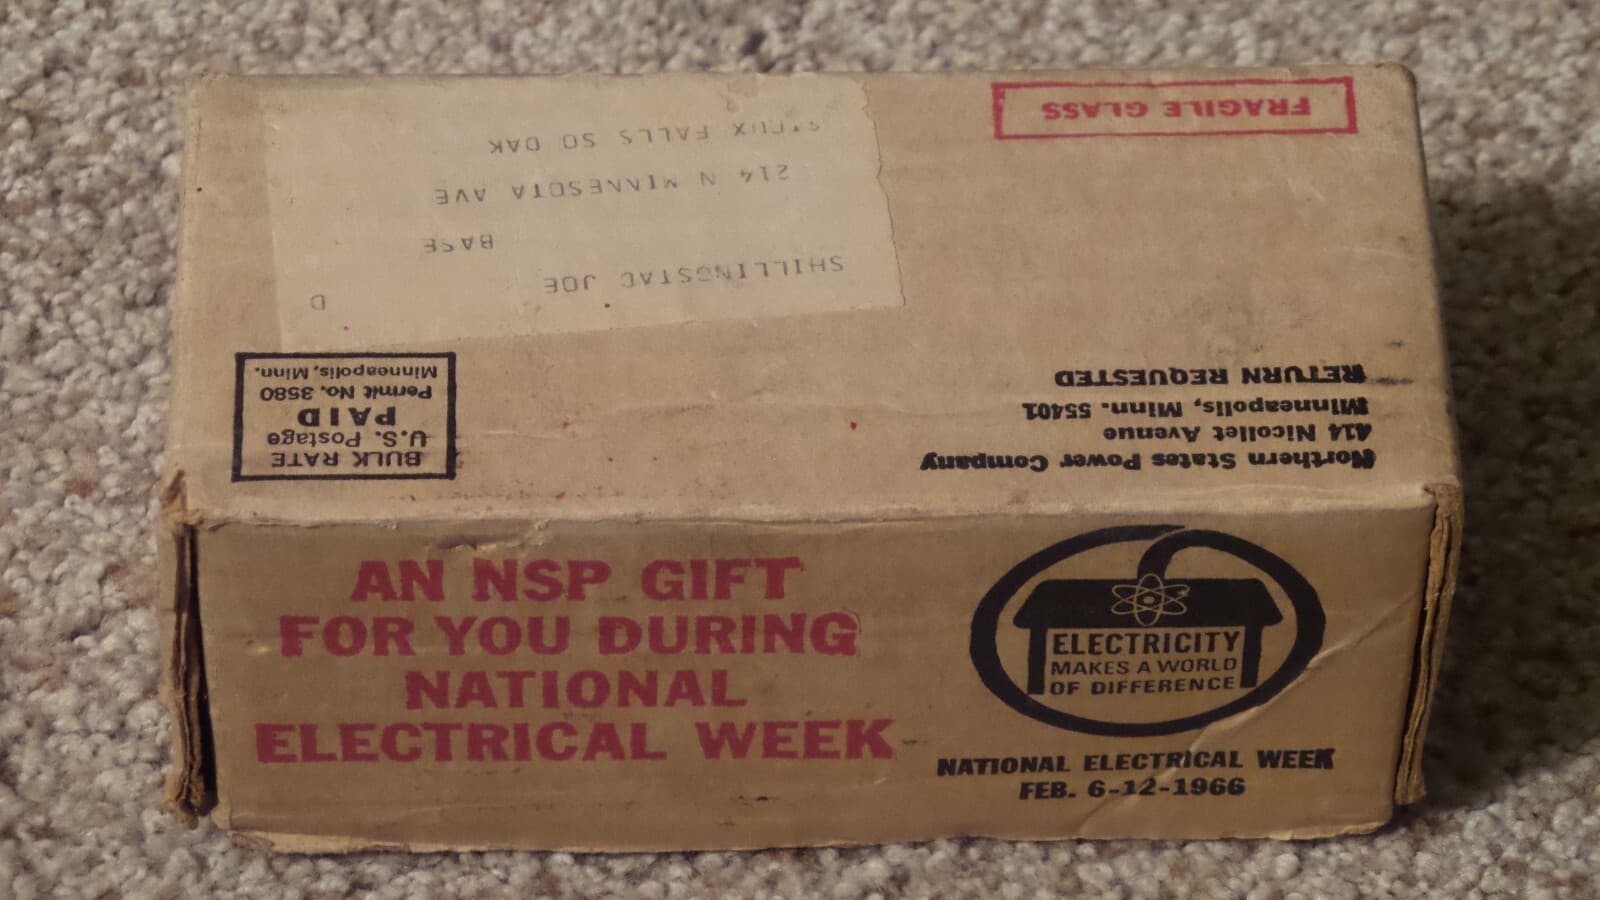 Northern States Power Company
414 Nicollet Avenue
Minneapolis, Minn. 55401
RETURN REQUESTED
BULK RATE
U.S. Postage
PAID
Permit No. 3580
Minneapolis, Minn.
D
SHILLINGSTAD JOE
BASE
214 N MINNESOTA AVE
SIOUX FALLS SO DAK
FRAGILE GLASS
AN NSP GIFT
FOR YOU DURING
NATIONAL
ELECTRICAL WEEK
ELECTRICITY
MAKES A WORLD
OF DIFFERENCE
NATIONAL ELECTRICAL WEEK
FEB. 6-12-1966